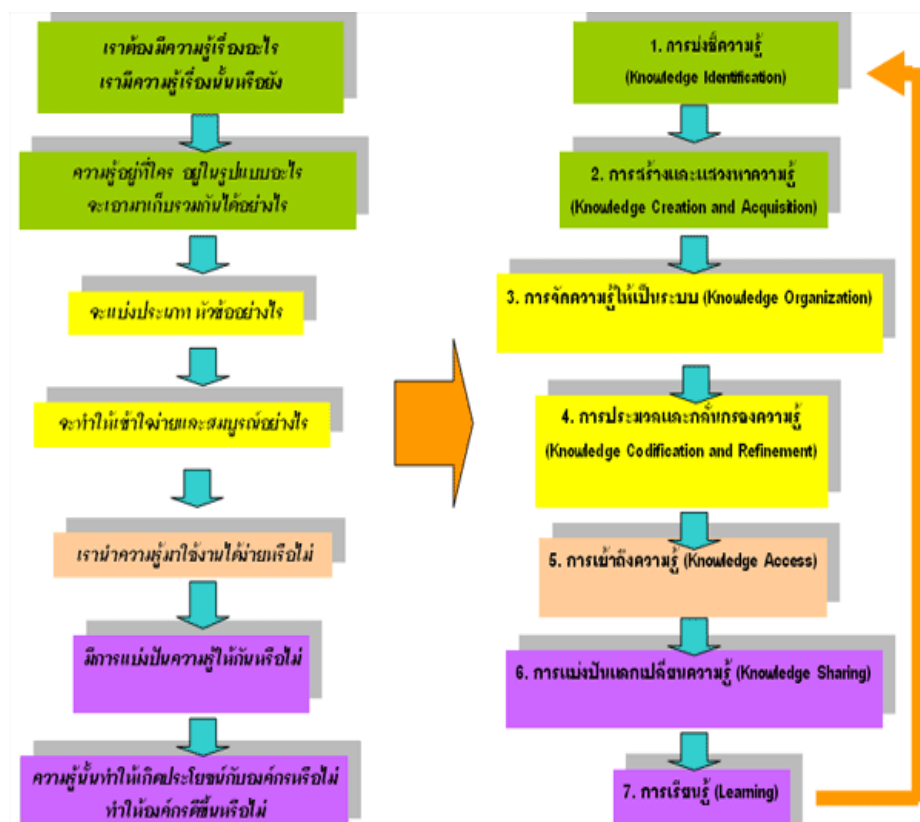 เราต้องมีความรู้เรื่องอะไร
เรามีความรู้เรื่องนั้นหรือยัง
ความรู้อยู่ที่ใคร อยู่ในรูปแบบอะไร
จะเอามาเก็บรวมกันได้อย่างไร
จะแบ่งประเภท หัวข้ออย่างไร
จะทำให้เข้าใจง่ายและสมบูรณ์อย่างไร
เรานำความรู้มาใช้งานได้ง่ายหรือไม่
มีการแบ่งปันความรู้ให้กันหรือไม่
ความรู้นั้นทำให้เกิดประโยชน์กับองค์กรหรือไม่
ทำให้องค์กรดีขึ้นหรือไม่
1. การบ่งชี้ความรู้
(Knowledge Identification)
2. การสร้างและแสวงหาความรู้
(Knowledge Creation and Acquisition)
3. การจัดความรู้ให้เป็นระบบ (Knowledge Organization)
4. การประมวลและกลั่นกรองความรู้
(Knowledge Codification and Refinement)
5. การเข้าถึงความรู้ (Knowledge Access)
6. การแบ่งปันแลกเปลี่ยนความรู้ (Knowledge Sharing)
7. การเรียนรู้ (Learning)